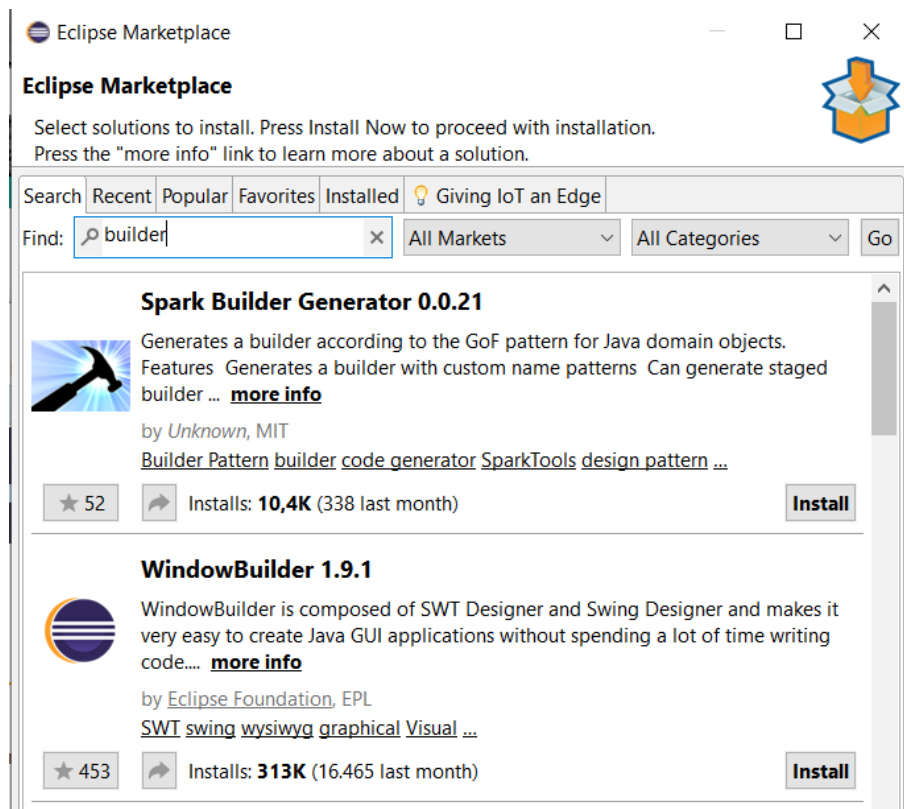 Eclipse Marketplace
Eclipse Marketplace
Select solutions to install. Press Install Now to proceed with installation.
Press the "more info" link to learn more about a solution.
Search Recent Popular Favorites Installed Giving IoT an Edge
Find: builder All Markets All Categories Go
Spark Builder Generator 0.0.21
Generates a builder according to the GoF pattern for Java domain objects.
Features Generates a builder with custom name patterns Can generate staged
builder ... more info
by Unknown, MIT
Builder Pattern builder code generator SparkTools design pattern ...
52 Installs: 10,4K (338 last month) Install
WindowBuilder 1.9.1
WindowBuilder is composed of SWT Designer and Swing Designer and makes it
very easy to create Java GUI applications without spending a lot of time writing
code.... more info
by Eclipse Foundation, EPL
SWT swing wysiwyg graphical Visual ...
453 Installs: 313K (16.465 last month) Install